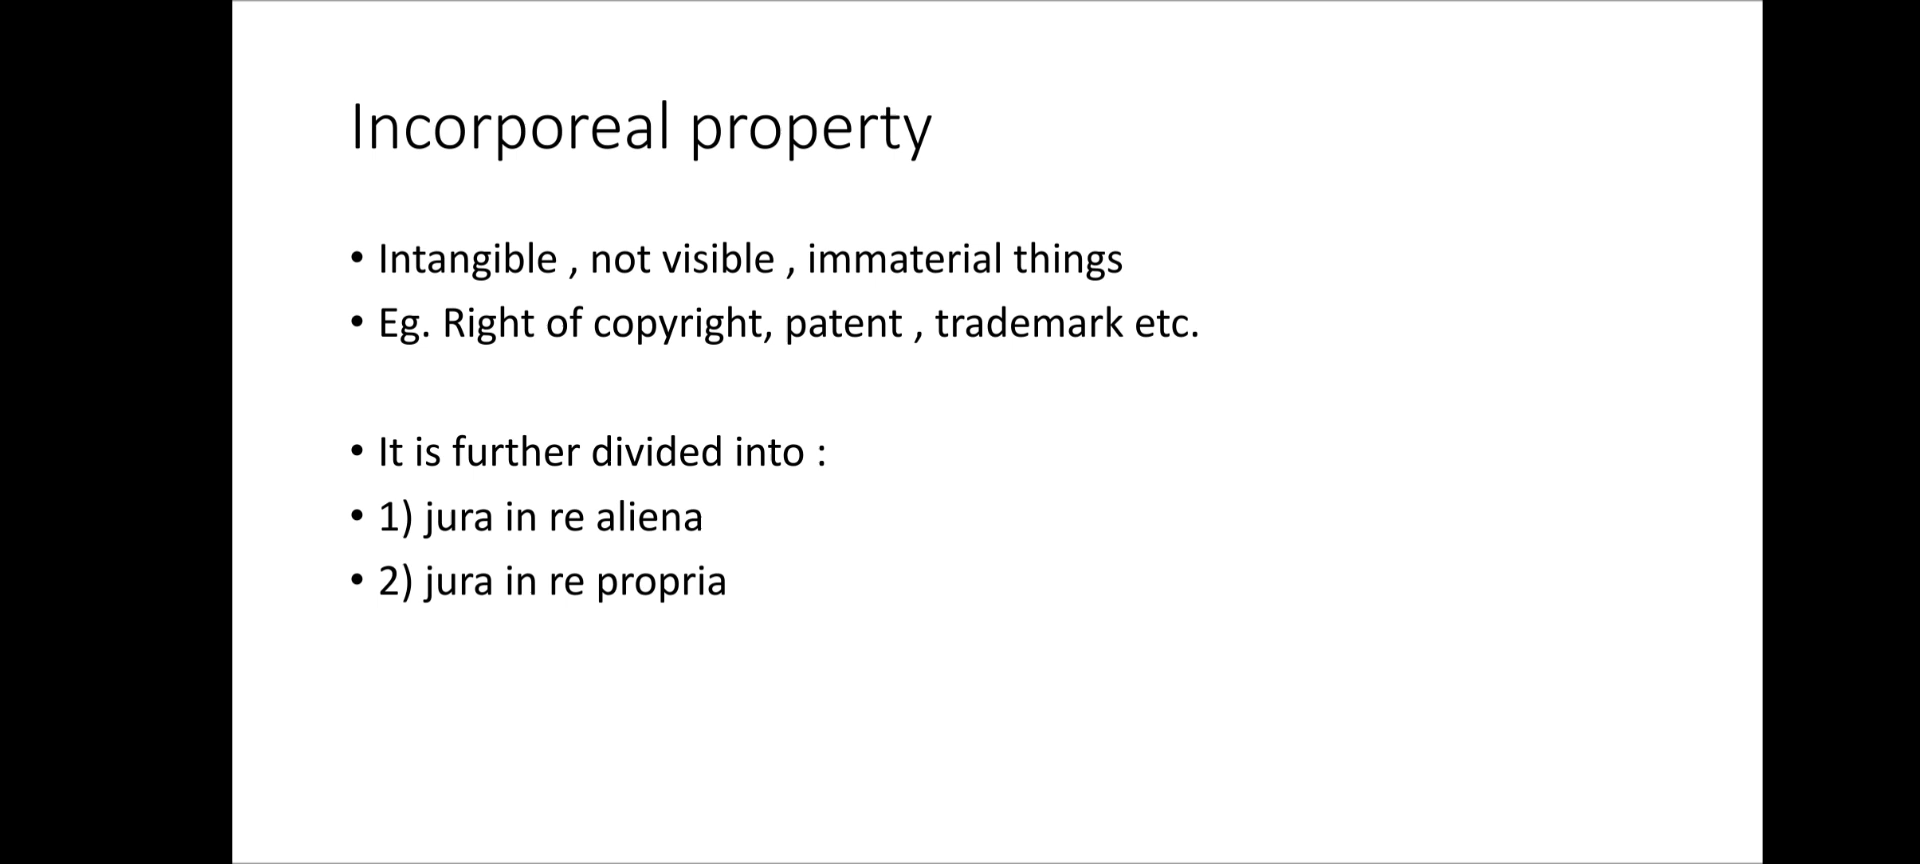 Incorporeal property
• Intangible , not visible , immaterial things
• Eg. Right of copyright, patent , trademark etc.
• It is further divided into :
• 1) jura in re aliena
• 2) jura in re propria